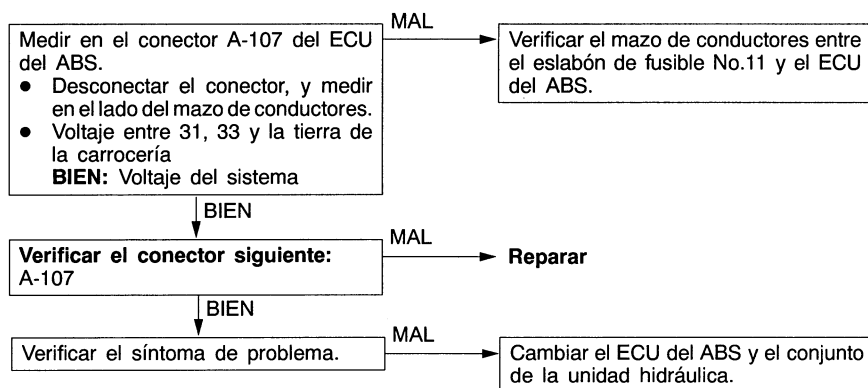 Medir en el conector A-107 del ECU
del ABS.
● Desconectar el conector, y medir
en el lado del mazo de conductores.
● Voltaje entre 31, 33 y la tierra de
la carrocería
BIEN: Voltaje del sistema
MAL
Verificar el mazo de conductores entre
el eslabón de fusible No.11 y el ECU
del ABS.
BIEN
Verificar el conector siguiente:
A-107
MAL
Reparar
BIEN
Verificar el síntoma de problema.
MAL
Cambiar el ECU del ABS y el conjunto
de la unidad hidráulica.